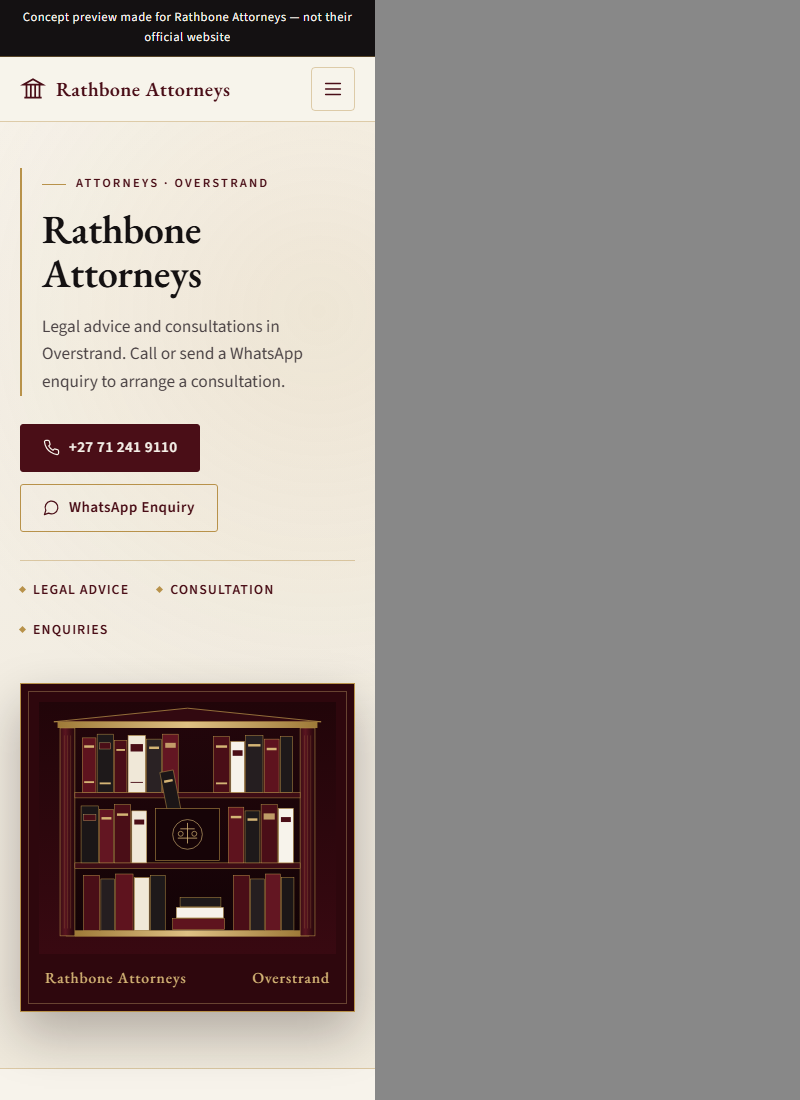 Concept preview made for Rathbone Attorneys — not their
official website
Rathbone Attorneys
ATTORNEYS · OVERSTRAND
Rathbone
Attorneys
Legal advice and consultations in
Overstrand. Call or send a WhatsApp
enquiry to arrange a consultation.
+27 71 241 9110
WhatsApp Enquiry
LEGAL ADVICE
CONSULTATION
ENQUIRIES
Rathbone Attorneys
Overstrand